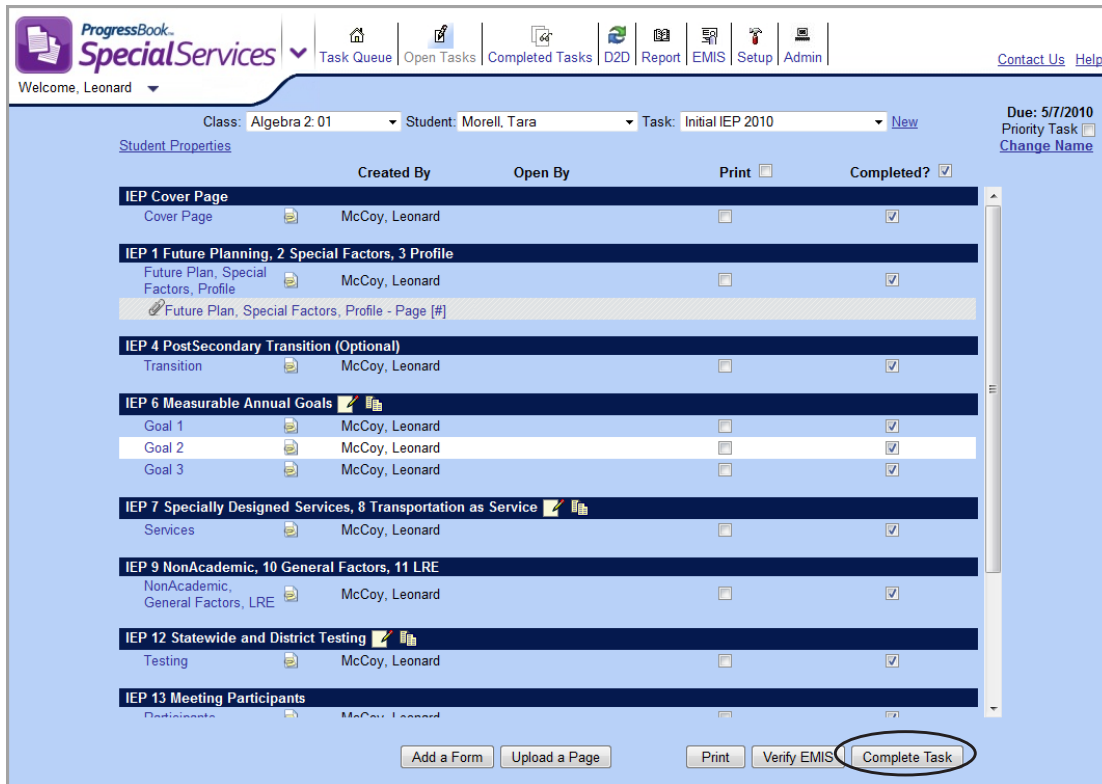 ProgressBook™
SpecialServices
Task Queue Open Tasks Completed Tasks D2D Report EMIS Setup Admin
Contact Us Help
Welcome, Leonard
Class: Algebra 2: 01 Student: Morell, Tara Task: Initial IEP 2010 New
Due: 5/7/2010
Priority Task
Change Name
Student Properties
Created By Open By Print Completed?
IEP Cover Page
Cover Page McCoy, Leonard
IEP 1 Future Planning, 2 Special Factors, 3 Profile
Future Plan, Special
Factors, Profile McCoy, Leonard
Future Plan, Special Factors, Profile - Page [#]
IEP 4 PostSecondary Transition (Optional)
Transition McCoy, Leonard
IEP 6 Measurable Annual Goals
Goal 1 McCoy, Leonard
Goal 2 McCoy, Leonard
Goal 3 McCoy, Leonard
IEP 7 Specially Designed Services, 8 Transportation as Service
Services McCoy, Leonard
IEP 9 NonAcademic, 10 General Factors, 11 LRE
NonAcademic,
General Factors, LRE McCoy, Leonard
IEP 12 Statewide and District Testing
Testing McCoy, Leonard
IEP 13 Meeting Participants
Participants McCoy, Leonard
Add a Form Upload a Page Print Verify EMIS Complete Task